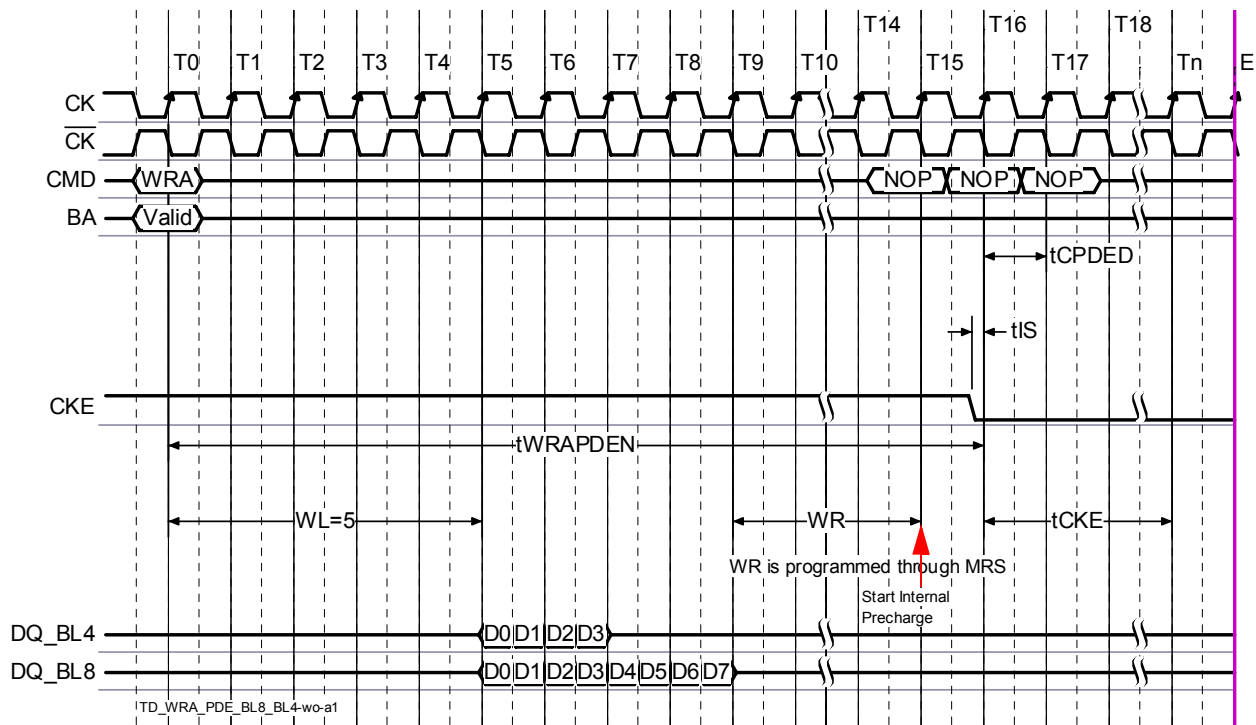 T14 T16 T18
T0 T1 T2 T3 T4 T5 T6 T7 T8 T9 T10 T15 T17 Tn E
CK
CK
CMD WRA NOP NOP NOP
BA Valid
tCPDED
tIS
CKE
tWRAPDEN
WL=5 WR tCKE
WR is programmed through MRS
Start Internal
Precharge
DQ_BL4 D0 D1 D2 D3
DQ_BL8 D0 D1 D2 D3 D4 D5 D6 D7
TD_WRA_PDE_BL8_BL4-wo-a1